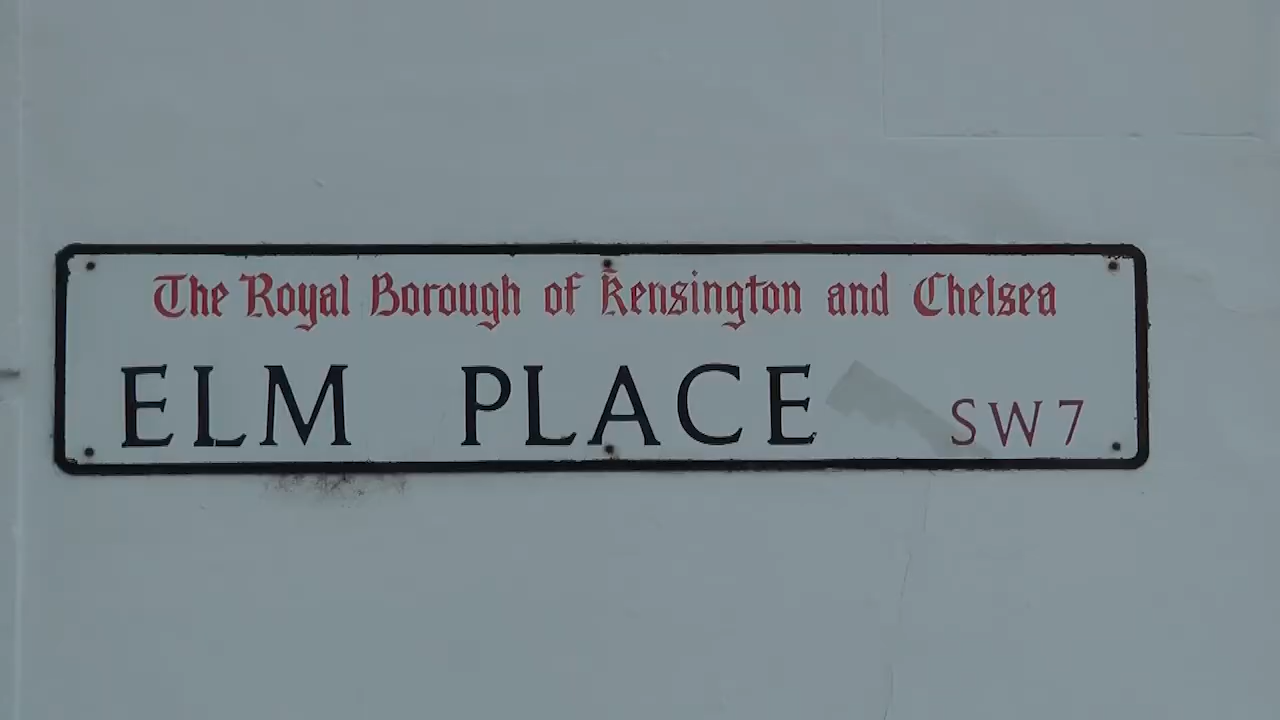 The Royal Borough of Kensington and Chelsea
ELM PLACE SW7